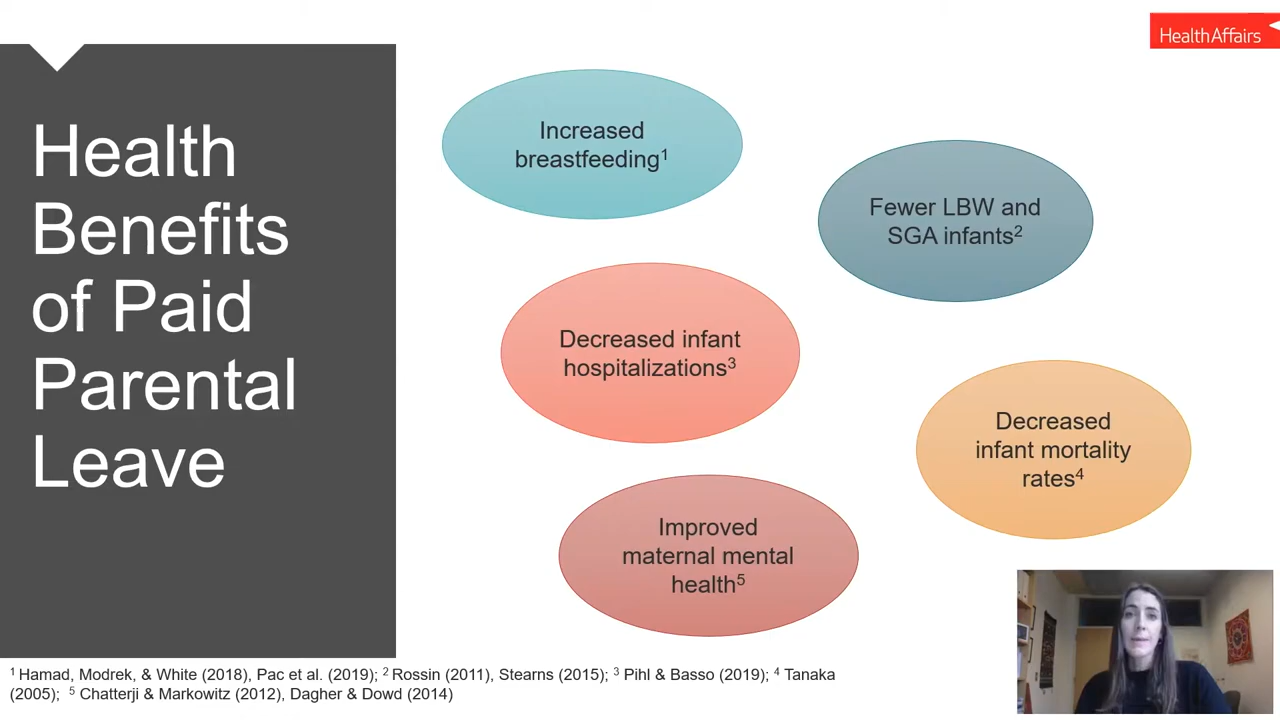 HealthAffairs
Health
Benefits
of Paid
Parental
Leave
Increased
breastfeeding¹
Fewer LBW and
SGA infants²
Decreased infant
hospitalizations³
Decreased
infant mortality
rates⁴
Improved
maternal mental
health⁵
¹ Hamad, Modrek, & White (2018), Pac et al. (2019); ² Rossin (2011), Stearns (2015); ³ Pihl & Basso (2019); ⁴ Tanaka
(2005); ⁵ Chatterji & Markowitz (2012), Dagher & Dowd (2014)